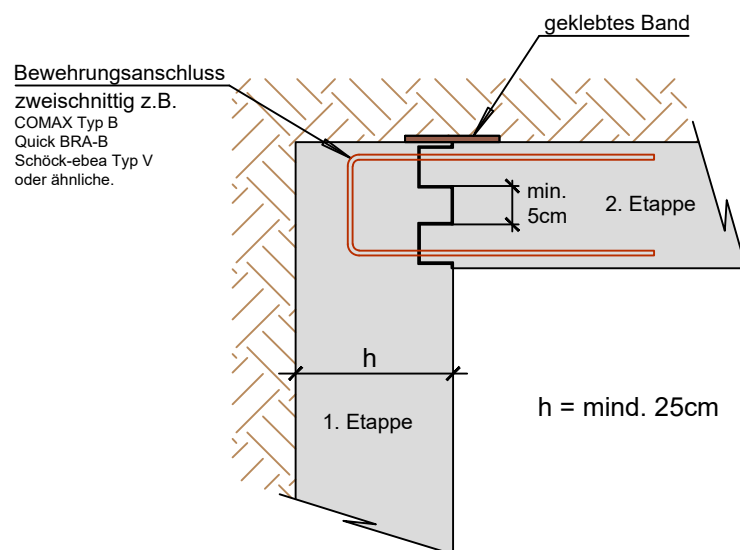 geklebtes Band
Bewehrungsanschluss
zweischnittig z.B.
COMAX Typ B
Quick BRA-B
Schöck-ebea Typ V
oder ähnliche.
min.
5cm
2. Etappe
h
h = mind. 25cm
1. Etappe